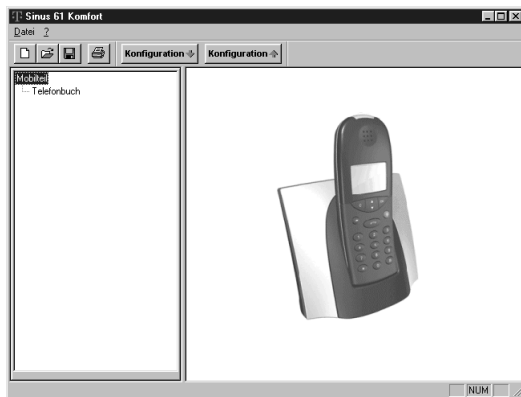 Sinus 61 Komfort
Datei ?
Konfiguration Konfiguration
Mobilteil
Telefonbuch
NUM